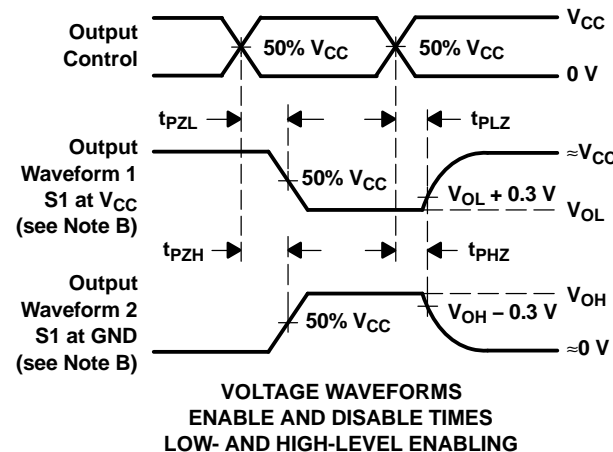 Output
Control
50% VCC
50% VCC
VCC
0 V
tPZL
tPLZ
Output
Waveform 1
S1 at VCC
(see Note B)
50% VCC
≈VCC
VOL + 0.3 V
VOL
tPZH
tPHZ
Output
Waveform 2
S1 at GND
(see Note B)
50% VCC
VOH
VOH − 0.3 V
≈0 V
VOLTAGE WAVEFORMS
ENABLE AND DISABLE TIMES
LOW- AND HIGH-LEVEL ENABLING